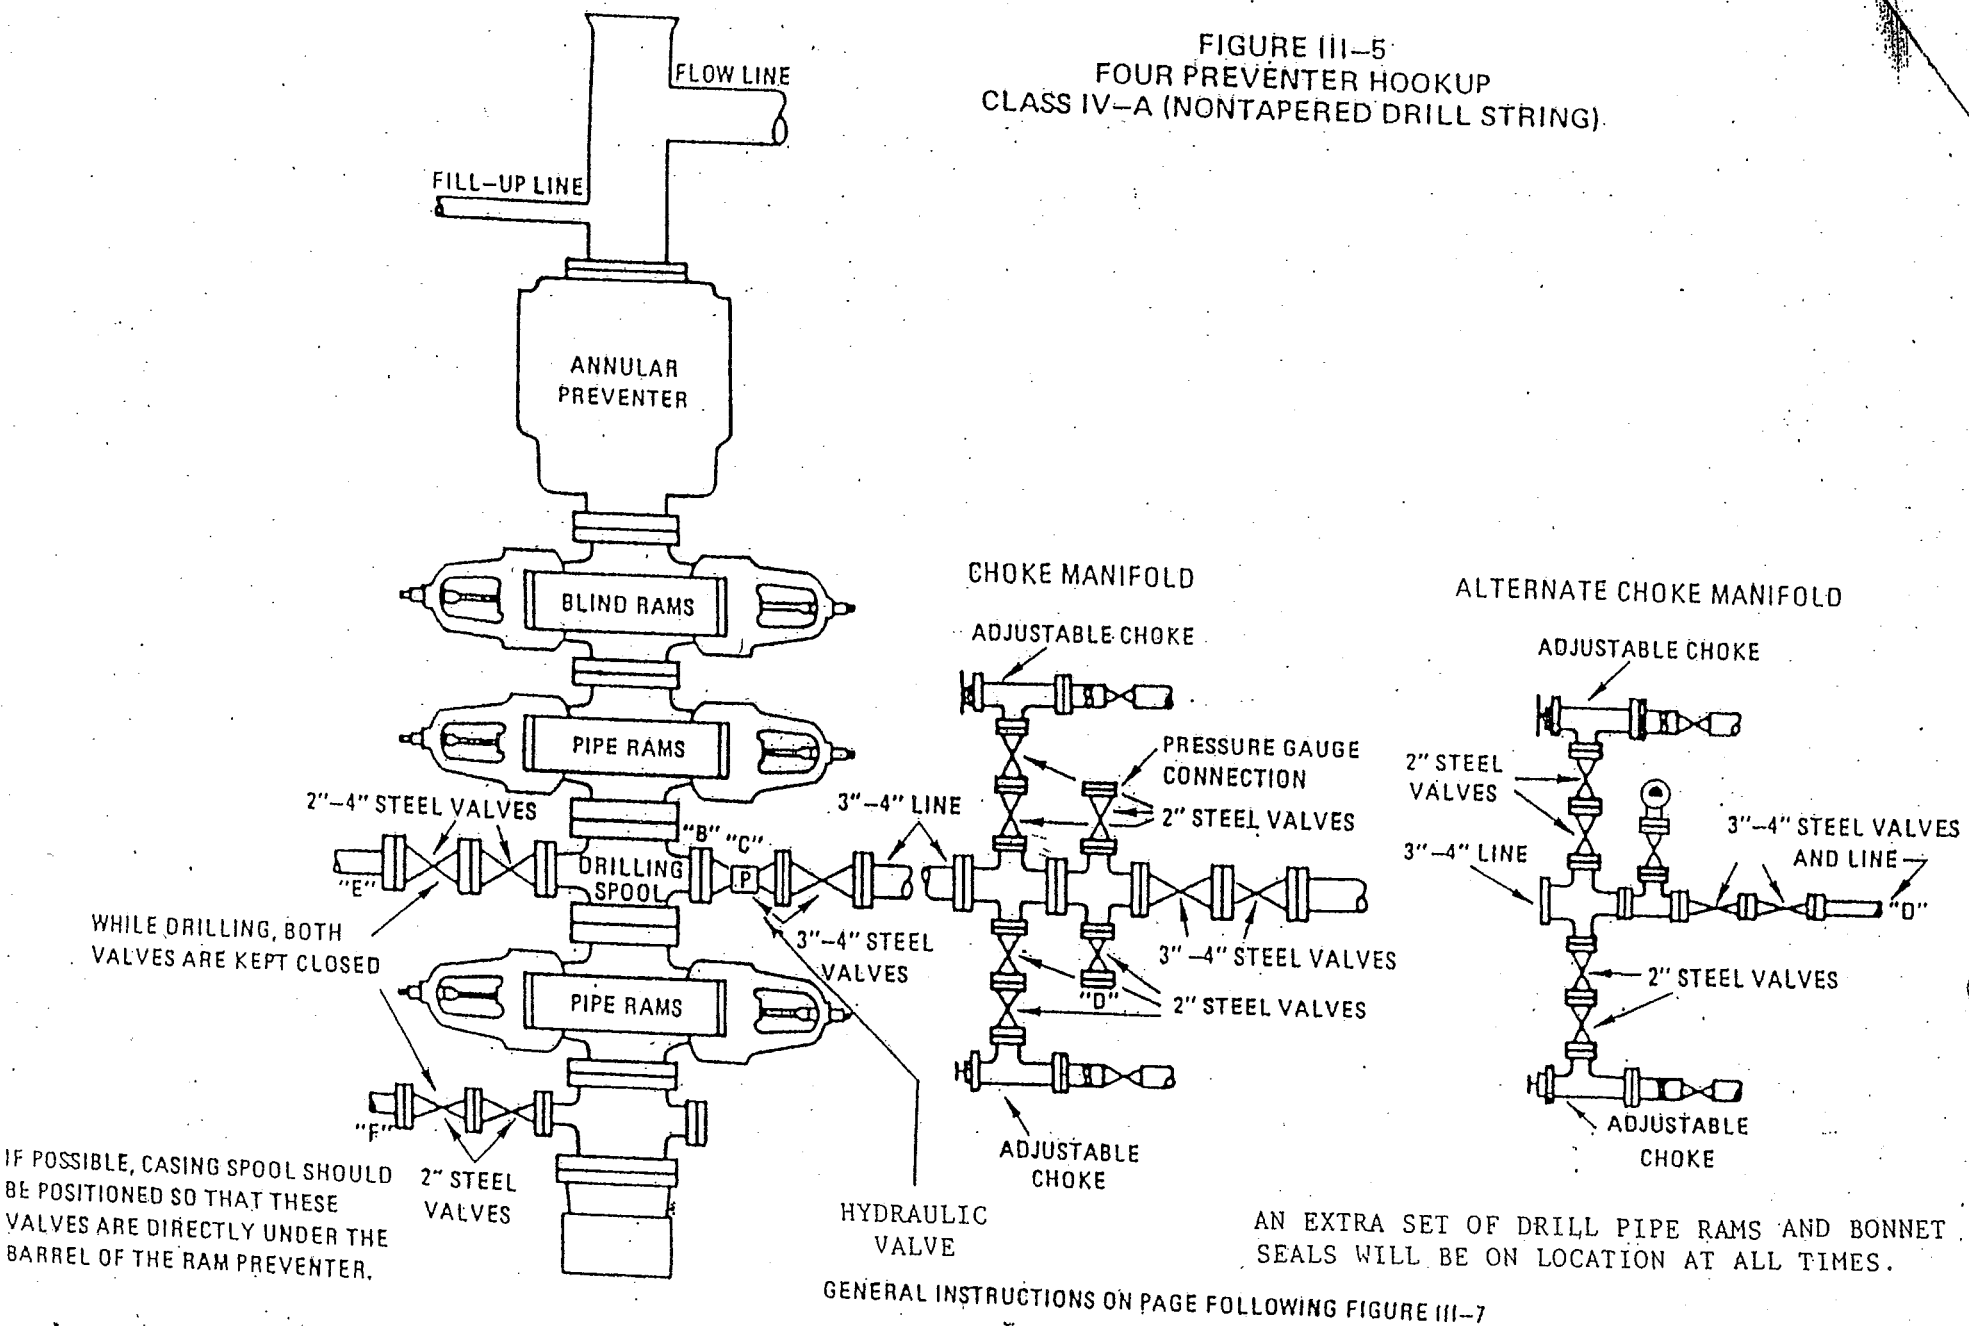 FIGURE III–5
FOUR PREVENTER HOOKUP
CLASS IV–A (NONTAPERED DRILL STRING)
FLOW LINE
FILL–UP LINE
ANNULAR
PREVENTER
BLIND RAMS
PIPE RAMS
2"–4" STEEL VALVES
"B" "C"
"E"
DRILLING
SPOOL
P
3"–4" LINE
3"–4" STEEL
VALVES
WHILE DRILLING, BOTH
VALVES ARE KEPT CLOSED
PIPE RAMS
"F"
2" STEEL
VALVES
IF POSSIBLE, CASING SPOOL SHOULD
BE POSITIONED SO THAT THESE
VALVES ARE DIRECTLY UNDER THE
BARREL OF THE RAM PREVENTER.
HYDRAULIC
VALVE
CHOKE MANIFOLD
ADJUSTABLE CHOKE
PRESSURE GAUGE
CONNECTION
2" STEEL VALVES
3"–4" STEEL VALVES
"D"
2" STEEL VALVES
ADJUSTABLE
CHOKE
ALTERNATE CHOKE MANIFOLD
ADJUSTABLE CHOKE
2" STEEL
VALVES
3"–4" LINE
3"–4" STEEL VALVES
AND LINE
"D"
2" STEEL VALVES
ADJUSTABLE
CHOKE
AN EXTRA SET OF DRILL PIPE RAMS AND BONNET
SEALS WILL BE ON LOCATION AT ALL TIMES.
GENERAL INSTRUCTIONS ON PAGE FOLLOWING FIGURE III–7